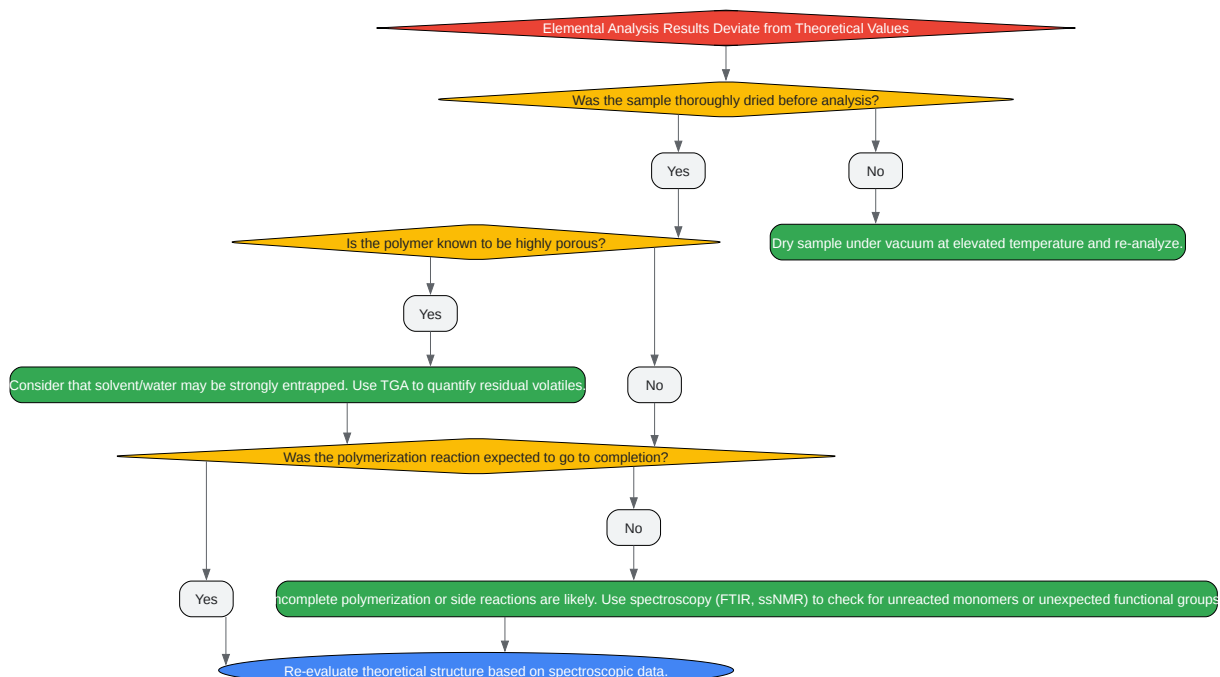 Elemental Analysis Results Deviate from Theoretical Values
Was the sample thoroughly dried before analysis?
Yes
No
Is the polymer known to be highly porous?
Dry sample under vacuum at elevated temperature and re-analyze.
Yes
Consider that solvent/water may be strongly entrapped. Use TGA to quantify residual volatiles.
No
Was the polymerization reaction expected to go to completion?
No
Yes
ncomplete polymerization or side reactions are likely. Use spectroscopy (FTIR, ssNMR) to check for unreacted monomers or unexpected functional groups
Re-evaluate theoretical structure based on spectroscopic data.